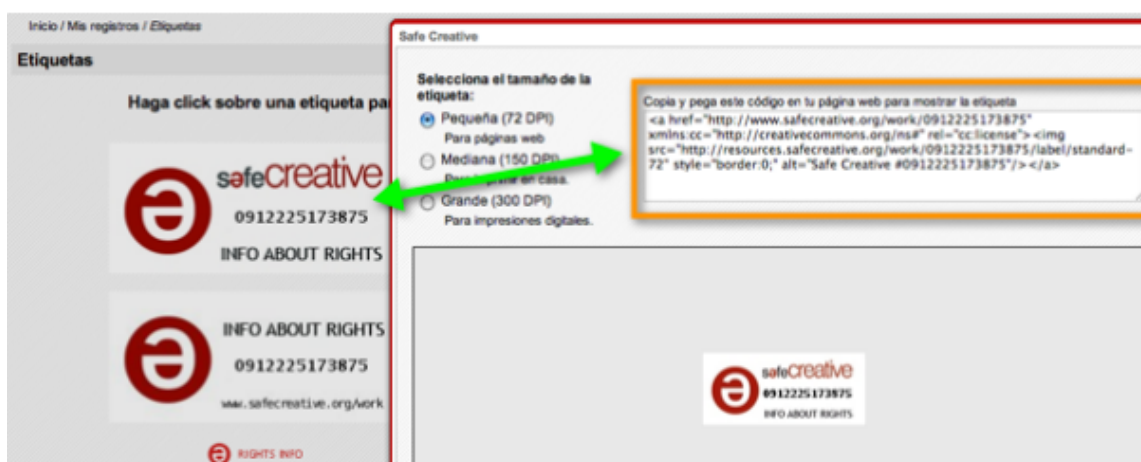 Inicio / Mis registros / Etiquetas
Etiquetas
Haga click sobre una etiqueta pa
safeCreative
0912225173875
INFO ABOUT RIGHTS
INFO ABOUT RIGHTS
0912225173875
www.safecreative.org/work
RIGHTS INFO
Safe Creative
Selecciona el tamaño de la
etiqueta:
Pequeña (72 DPI)
Para páginas web
Mediana (150 DPI)
Para imprimir en casa.
Grande (300 DPI)
Para impresiones digitales.
Copia y pega este código en tu página web para mostrar la etiqueta
<a href="http://www.safecreative.org/work/0912225173875"
xmlns:cc="http://creativecommons.org/ns#" rel="cc:license"><img
src="http://resources.safecreative.org/work/0912225173875/label/standard-
72" style="border:0;" alt="Safe Creative #0912225173875"/></a>
safeCreative
0912225173875
INFO ABOUT RIGHTS